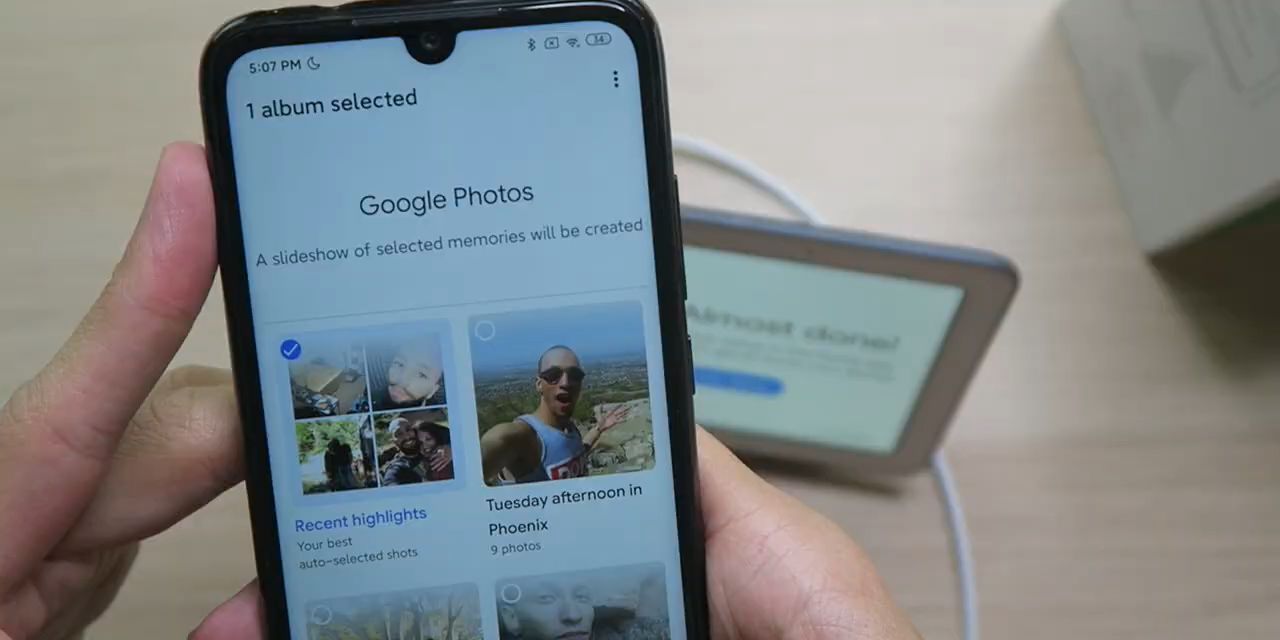 5:07 PM
34
1 album selected
Google Photos
A slideshow of selected memories will be created
Recent highlights
Your best
auto-selected shots
Tuesday afternoon in
Phoenix
9 photos
Almost done!